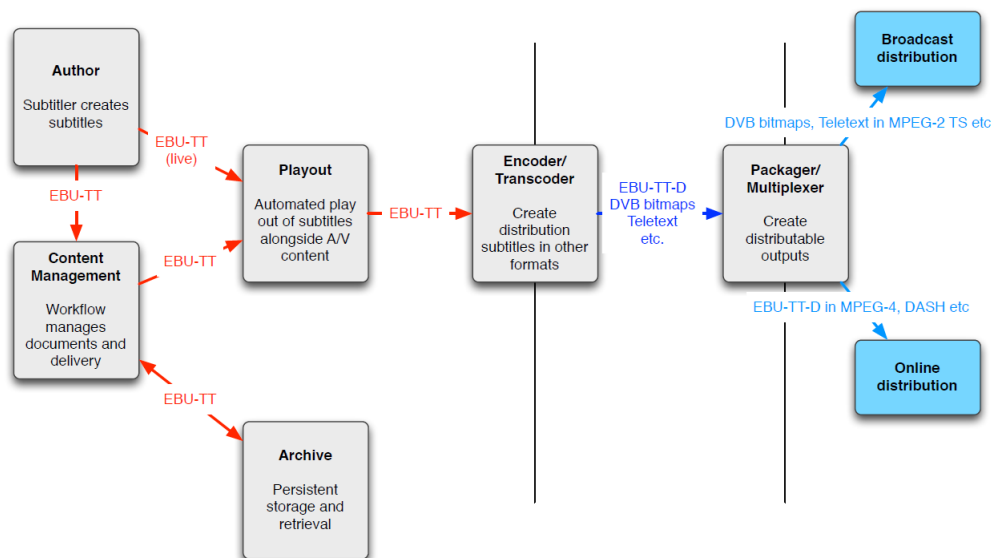 Author
Subtitler creates
subtitles
EBU-TT
(live)
EBU-TT
Content
Management
Workflow
manages
documents and
delivery
EBU-TT
Playout
Automated play
out of subtitles
alongside A/V
content
EBU-TT
Archive
Persistent
storage and
retrieval
EBU-TT
Encoder/
Transcoder
Create
distribution
subtitles in other
formats
EBU-TT-D
DVB bitmaps
Teletext
etc.
Packager/
Multiplexer
Create
distributable
outputs
DVB bitmaps, Teletext in MPEG-2 TS etc
Broadcast
distribution
EBU-TT-D in MPEG-4, DASH etc
Online
distribution